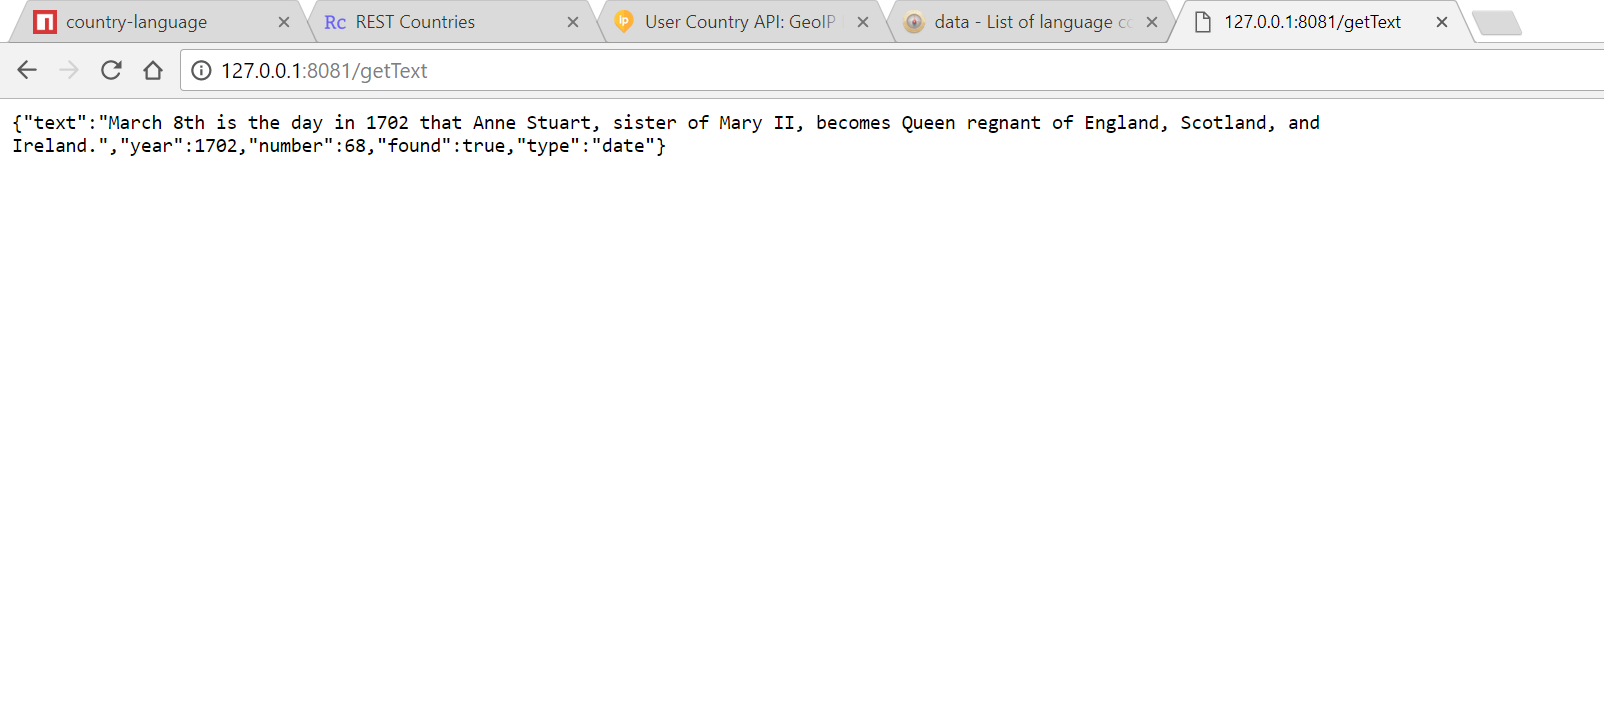 country-language
Rc REST Countries
Ip User Country API: GeoIP
data - List of language co
127.0.0.1:8081/getText
127.0.0.1:8081/getText
{"text":"March 8th is the day in 1702 that Anne Stuart, sister of Mary II, becomes Queen regnant of England, Scotland, and
Ireland.","year":1702,"number":68,"found":true,"type":"date"}